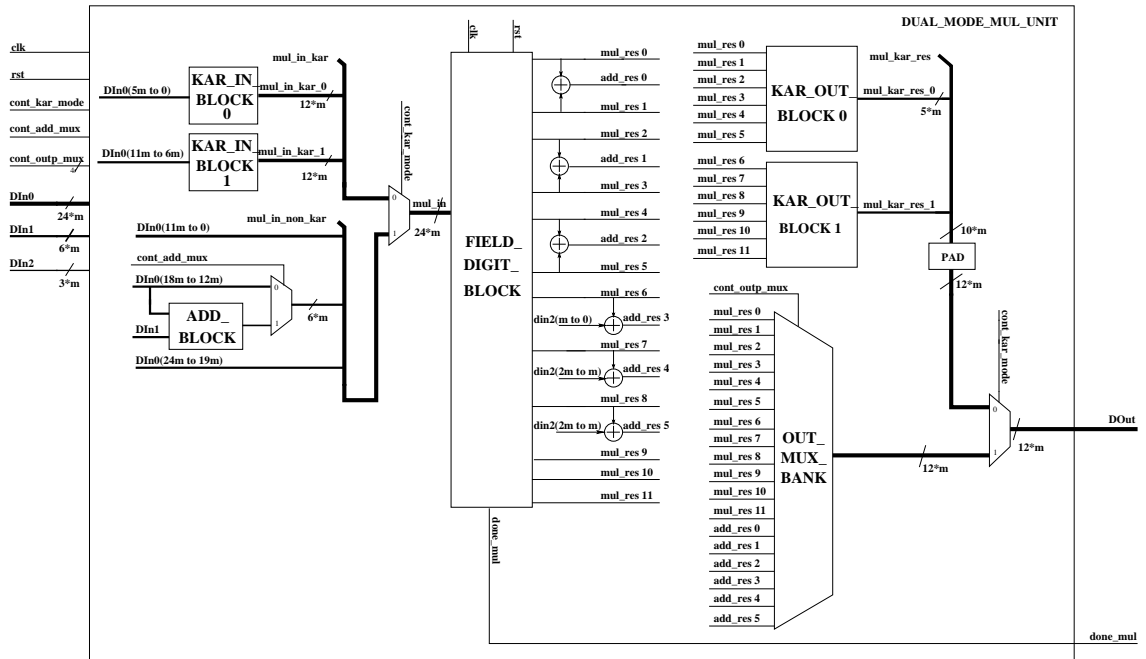 DUAL_MODE_MUL_UNIT
clk
rst
cont_kar_mode
cont_add_mux
cont_outp_mux
4
DIn0
24*m
DIn1
6*m
DIn2
3*m
mul_in_kar
DIn0(5m to 0)
KAR_IN_
BLOCK
0
mul_in_kar_0
12*m
DIn0(11m to 6m)
KAR_IN_
BLOCK
1
mul_in_kar_1
12*m
mul_in_non_kar
DIn0(11m to 0)
cont_add_mux
DIn0(18m to 12m)
ADD_
BLOCK
DIn1
0
1
6*m
DIn0(24m to 19m)
cont_kar_mode
0
1
mul_in
24*m
clk
rst
FIELD_
DIGIT_
BLOCK
done_mul
mul_res 0
add_res 0
mul_res 1
mul_res 2
add_res 1
mul_res 3
mul_res 4
add_res 2
mul_res 5
mul_res 6
din2(m to 0)
add_res 3
mul_res 7
din2(2m to m)
add_res 4
mul_res 8
din2(2m to m)
add_res 5
mul_res 9
mul_res 10
mul_res 11
mul_res 0
mul_res 1
mul_res 2
mul_res 3
mul_res 4
mul_res 5
KAR_OUT_
BLOCK 0
mul_kar_res
mul_kar_res_0
5*m
mul_res 6
mul_res 7
mul_res 8
mul_res 9
mul_res 10
mul_res 11
KAR_OUT_
BLOCK 1
mul_kar_res_1
10*m
PAD
12*m
cont_outp_mux
mul_res 0
mul_res 1
mul_res 2
mul_res 3
mul_res 4
mul_res 5
mul_res 6
mul_res 7
mul_res 8
mul_res 9
mul_res 10
mul_res 11
add_res 0
add_res 1
add_res 2
add_res 3
add_res 4
add_res 5
OUT_
MUX_
BANK
12*m
cont_kar_mode
0
1
12*m
DOut
done_mul